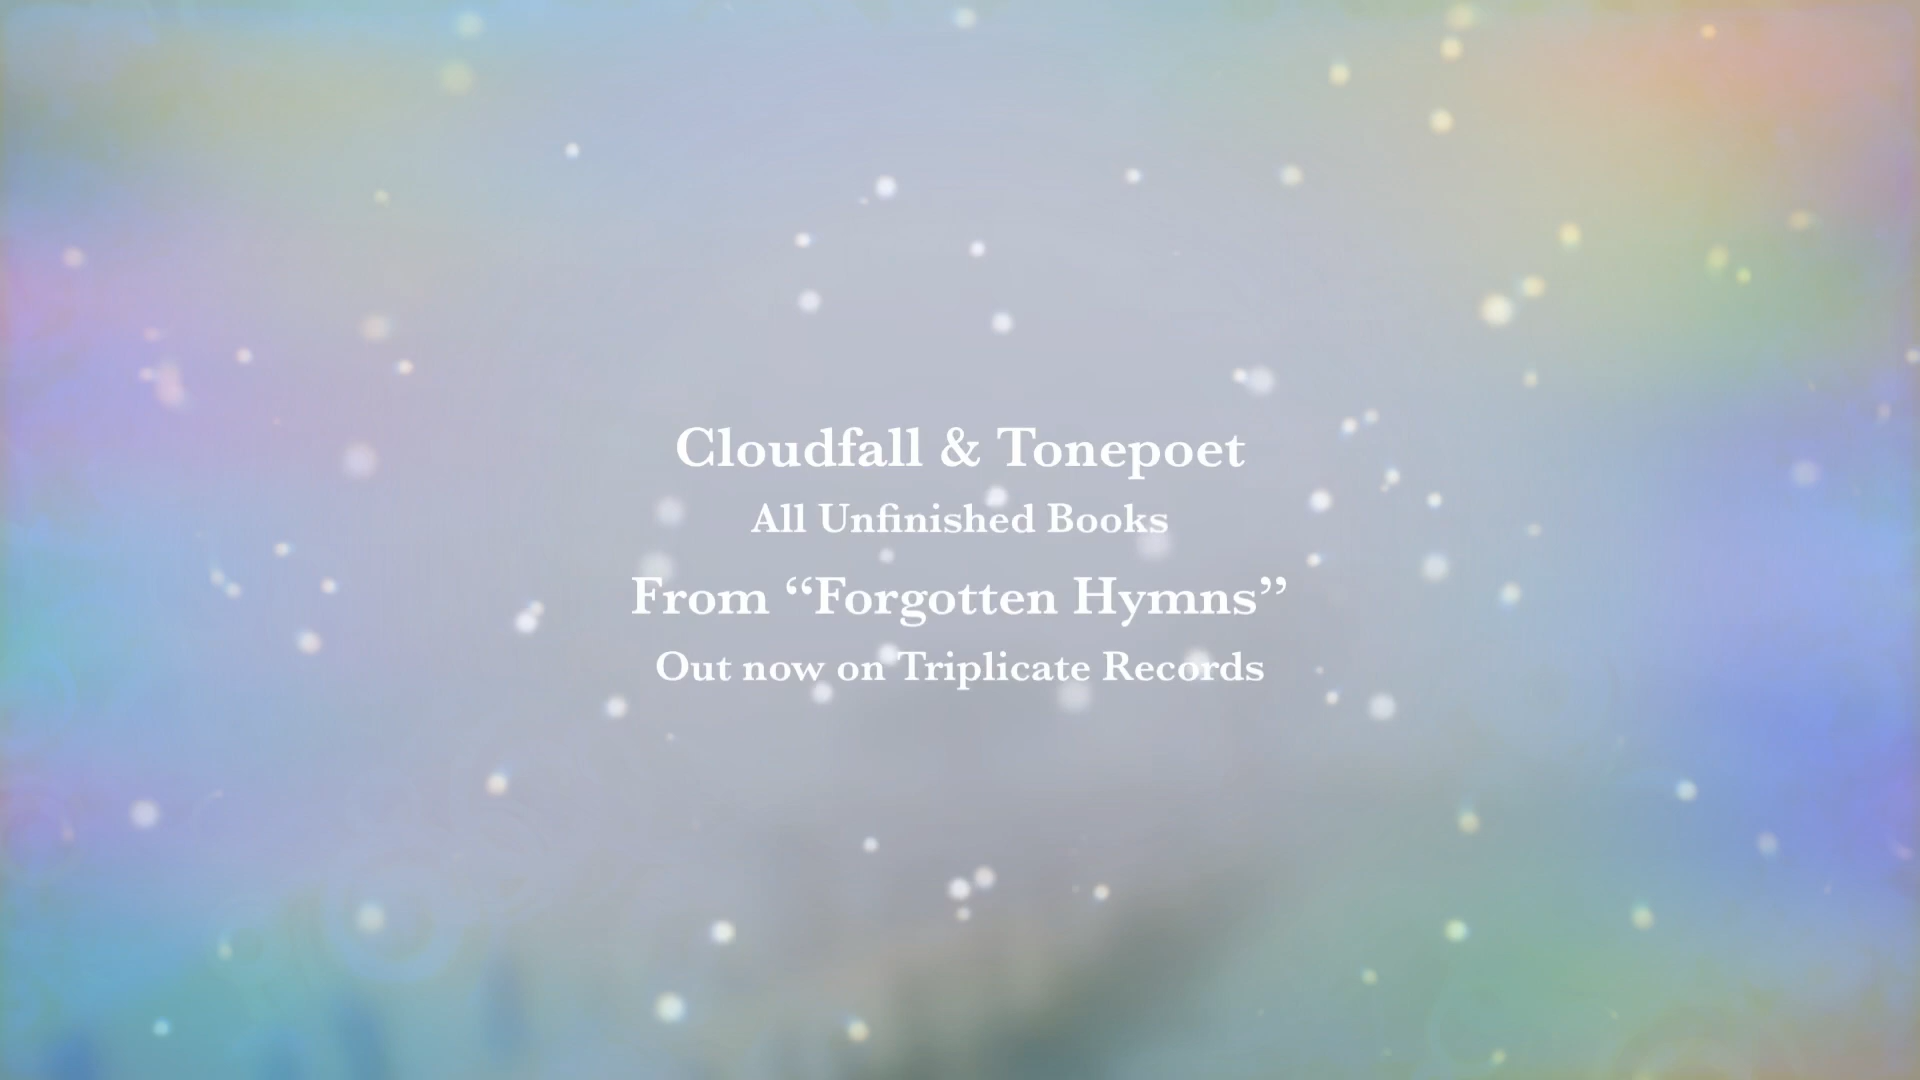 Cloudfall & Tonepoet
All Unfinished Books
From “Forgotten Hymns”
Out now on Triplicate Records